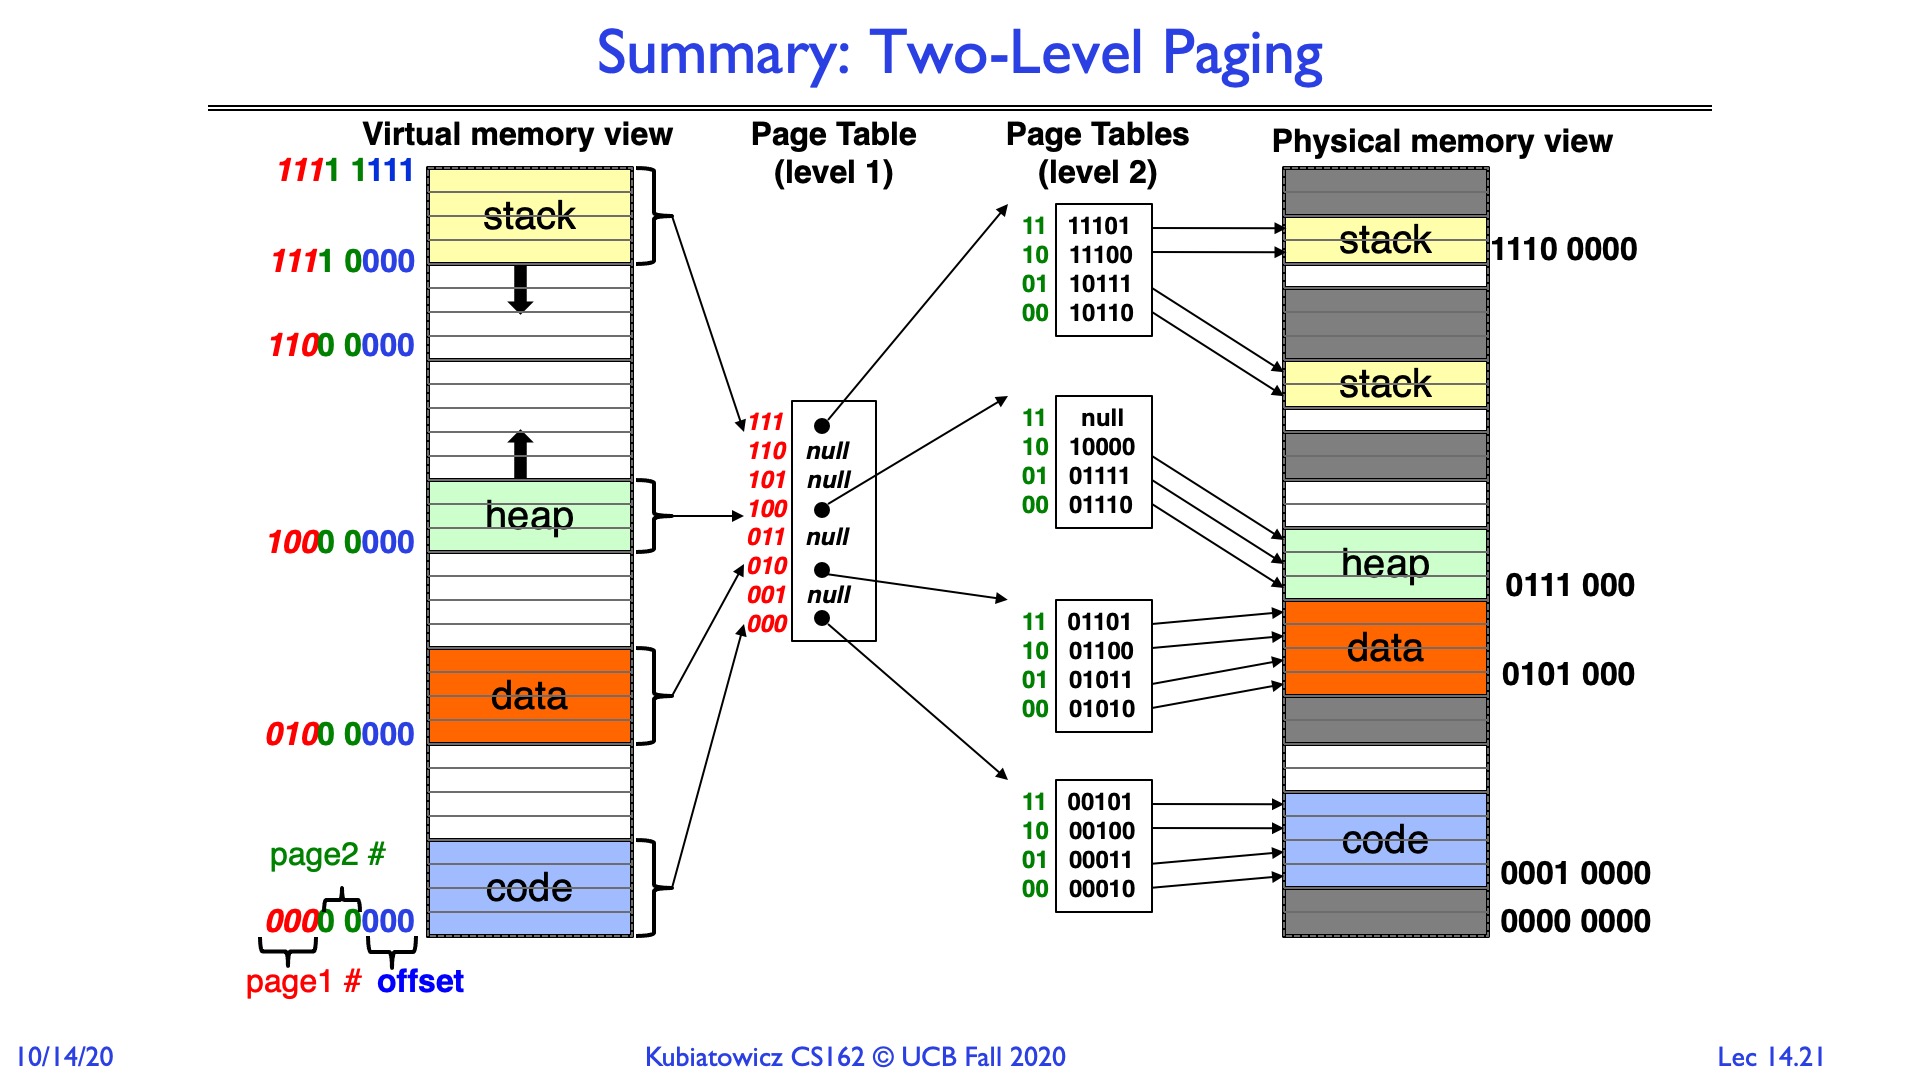 Summary: Two-Level Paging
Virtual memory view
1111 1111
stack
1111 0000
1100 0000
heap
1000 0000
data
0100 0000
page2 #
code
0000 0000
page1 # offset
Page Table
(level 1)
111
110 null
101 null
100
011 null
010
001 null
000
Page Tables
(level 2)
11 11101
10 11100
01 10111
00 10110
11 null
10 10000
01 01111
00 01110
11 01101
10 01100
01 01011
00 01010
11 00101
10 00100
01 00011
00 00010
Physical memory view
stack 1110 0000
stack
heap
0111 000
data
0101 000
code
0001 0000
0000 0000
10/14/20
Kubiatowicz CS162 © UCB Fall 2020
Lec 14.21